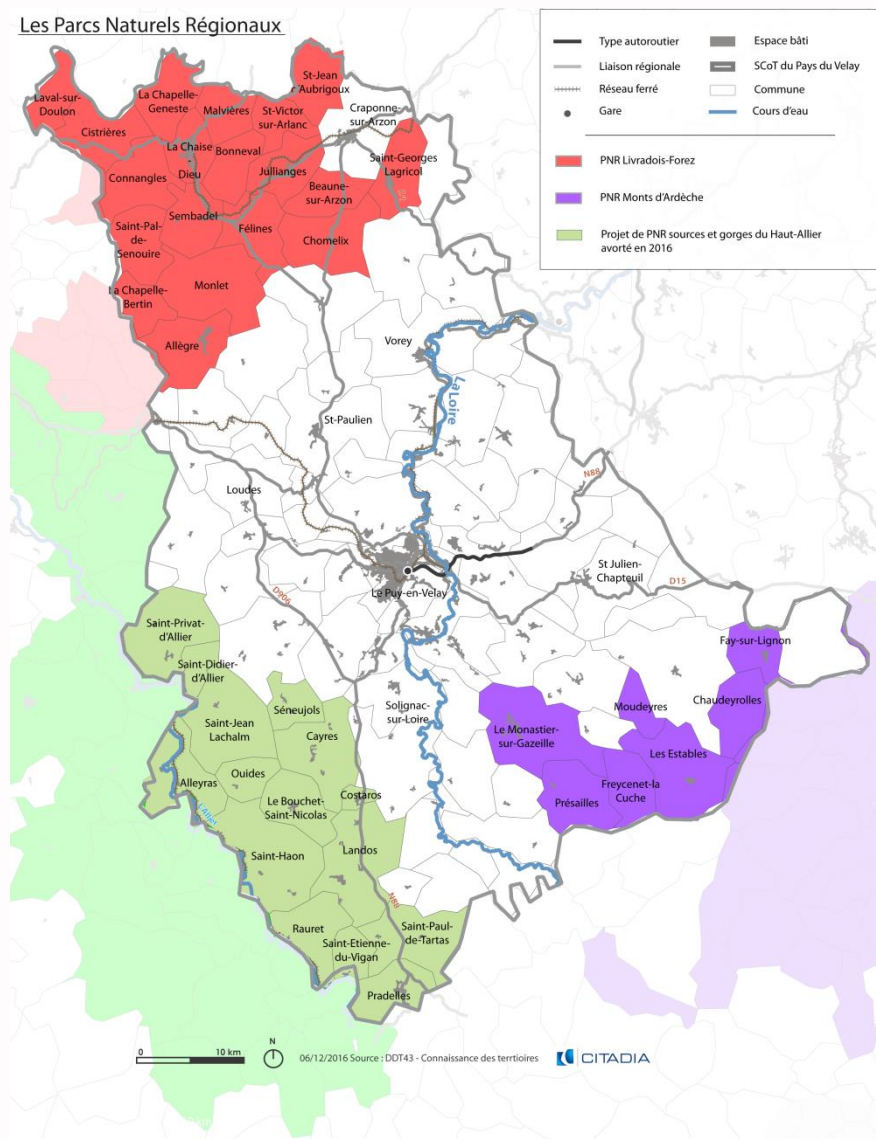 Les Parcs Naturels Régionaux
Type autoroutier
Espace bâti
Liaison régionale
SCoT du Pays du Velay
Réseau ferré
Commune
Gare
Cours d'eau
PNR Livradois-Forez
PNR Monts d'Ardèche
Projet de PNR sources et gorges du Haut-Allier
avorté en 2016
St-Jean
d'Aubrigoux
La Chapelle-
Geneste
Laval-sur-
Doulon
Malvières
St-Victor
sur-Arlanc
Craponne-
sur-Arzon
Cistrières
La Chaise
Dieu
Bonneval
Saint-Georges
Lagricol
Connangles
Jullianges
Beaune-
sur-Arzon
Sembadel
Félines
Saint-Pal-
de-
Senouire
Chomelix
Monlet
La Chapelle-
Bertin
Allègre
Vorey
La Loire
St-Paulien
N88
Loudes
St Julien-
Chapteuil
D15
D906
Le Puy-en-Velay
Saint-Privat-
d'Allier
Fay-sur-Lignon
Saint-Didier-
d'Allier
Chaudeyrolles
Séneujols
Solignac-
sur-Loire
Moudeyres
Saint-Jean
Lachalm
Cayres
Le Monastier-
sur-Gazeille
Les Estables
Alleyras
Ouides
Freycenet-la
Cuche
Costaros
Le Bouchet-
Saint-Nicolas
Présailles
L'Allier
Landos
Saint-Haon
N88
Rauret
Saint-Paul-
de-Tartas
Saint-Etienne-
du-Vigan
Pradelles
0 10 km
N
06/12/2016 Source : DDT43 - Connaissance des terrtioires
CITADIA